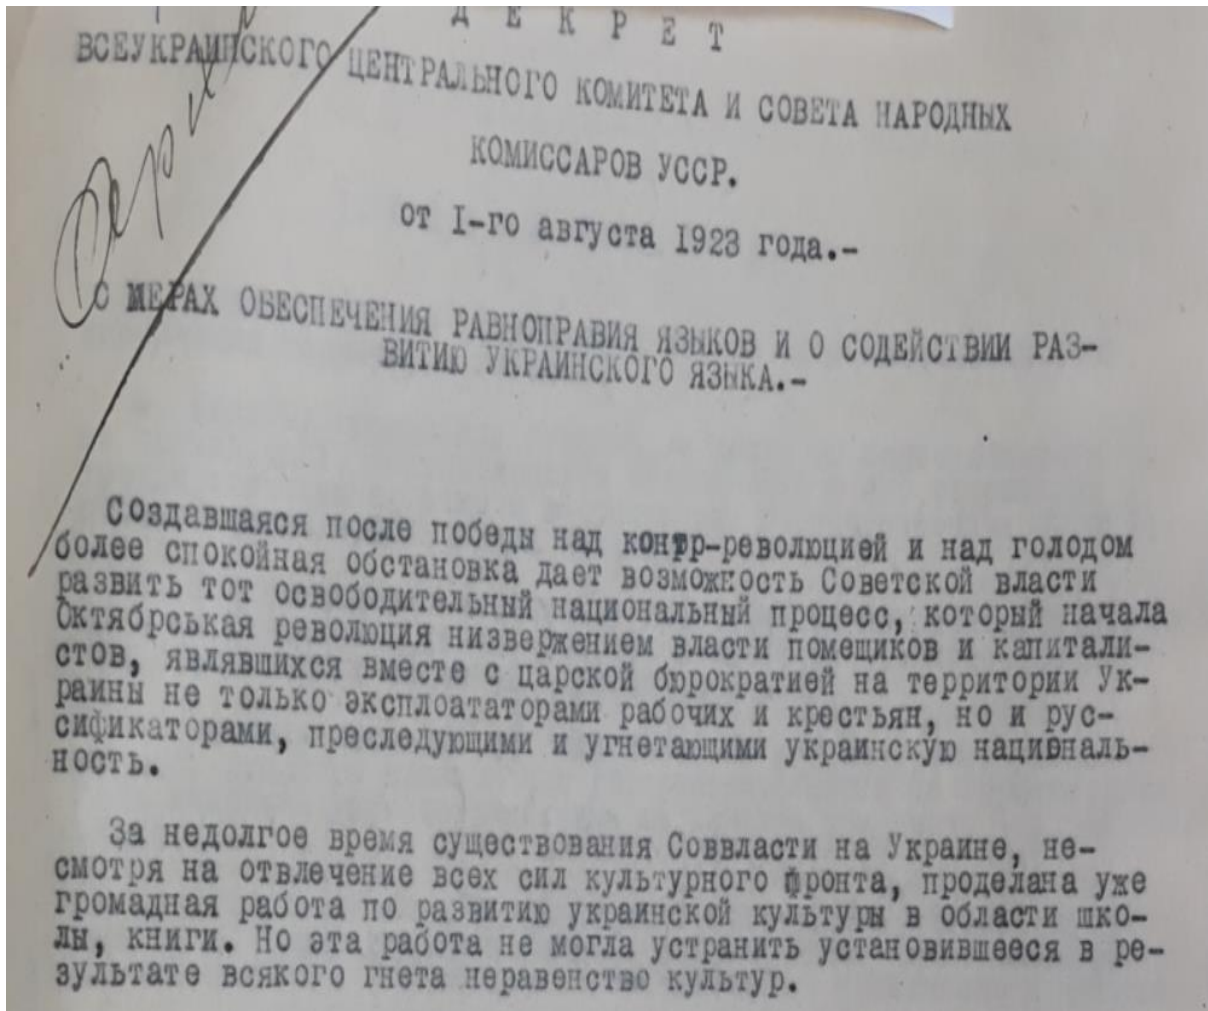 ДЕКРЕТ
ВСЕУКРАИНСКОГО ЦЕНТРАЛЬНОГО КОМИТЕТА И СОВЕТА НАРОДНЫХ
КОМИССАРОВ УССР.
от I-го августа 1923 года.-
О МЕРАХ ОБЕСПЕЧЕНИЯ РАВНОПРАВИЯ ЯЗЫКОВ И О СОДЕЙСТВИИ РАЗ-
ВИТИЮ УКРАИНСКОГО ЯЗЫКА.-
Создавшаяся после победы над контр-революцией и над голодом
более спокойная обстановка дает возможность Советской власти
развить тот освободительный национальный процесс, который начала
Октябрськая революция низвержением власти помещиков и капитали-
стов, являвшихся вместе с царской бюрократией на территории Ук-
раины не только эксплоататорами рабочих и крестьян, но и рус-
сификаторами, преследующими и угнетающими украинскую националь-
ность.
За недолгое время существования Соввласти на Украине, не-
смотря на отвлечение всех сил культурного фронта, проделана уже
громадная работа по развитию украинской культуры в области шко-
лы, книги. Но эта работа не могла устранить установившееся в ре-
зультате всякого гнета неравенство культур.